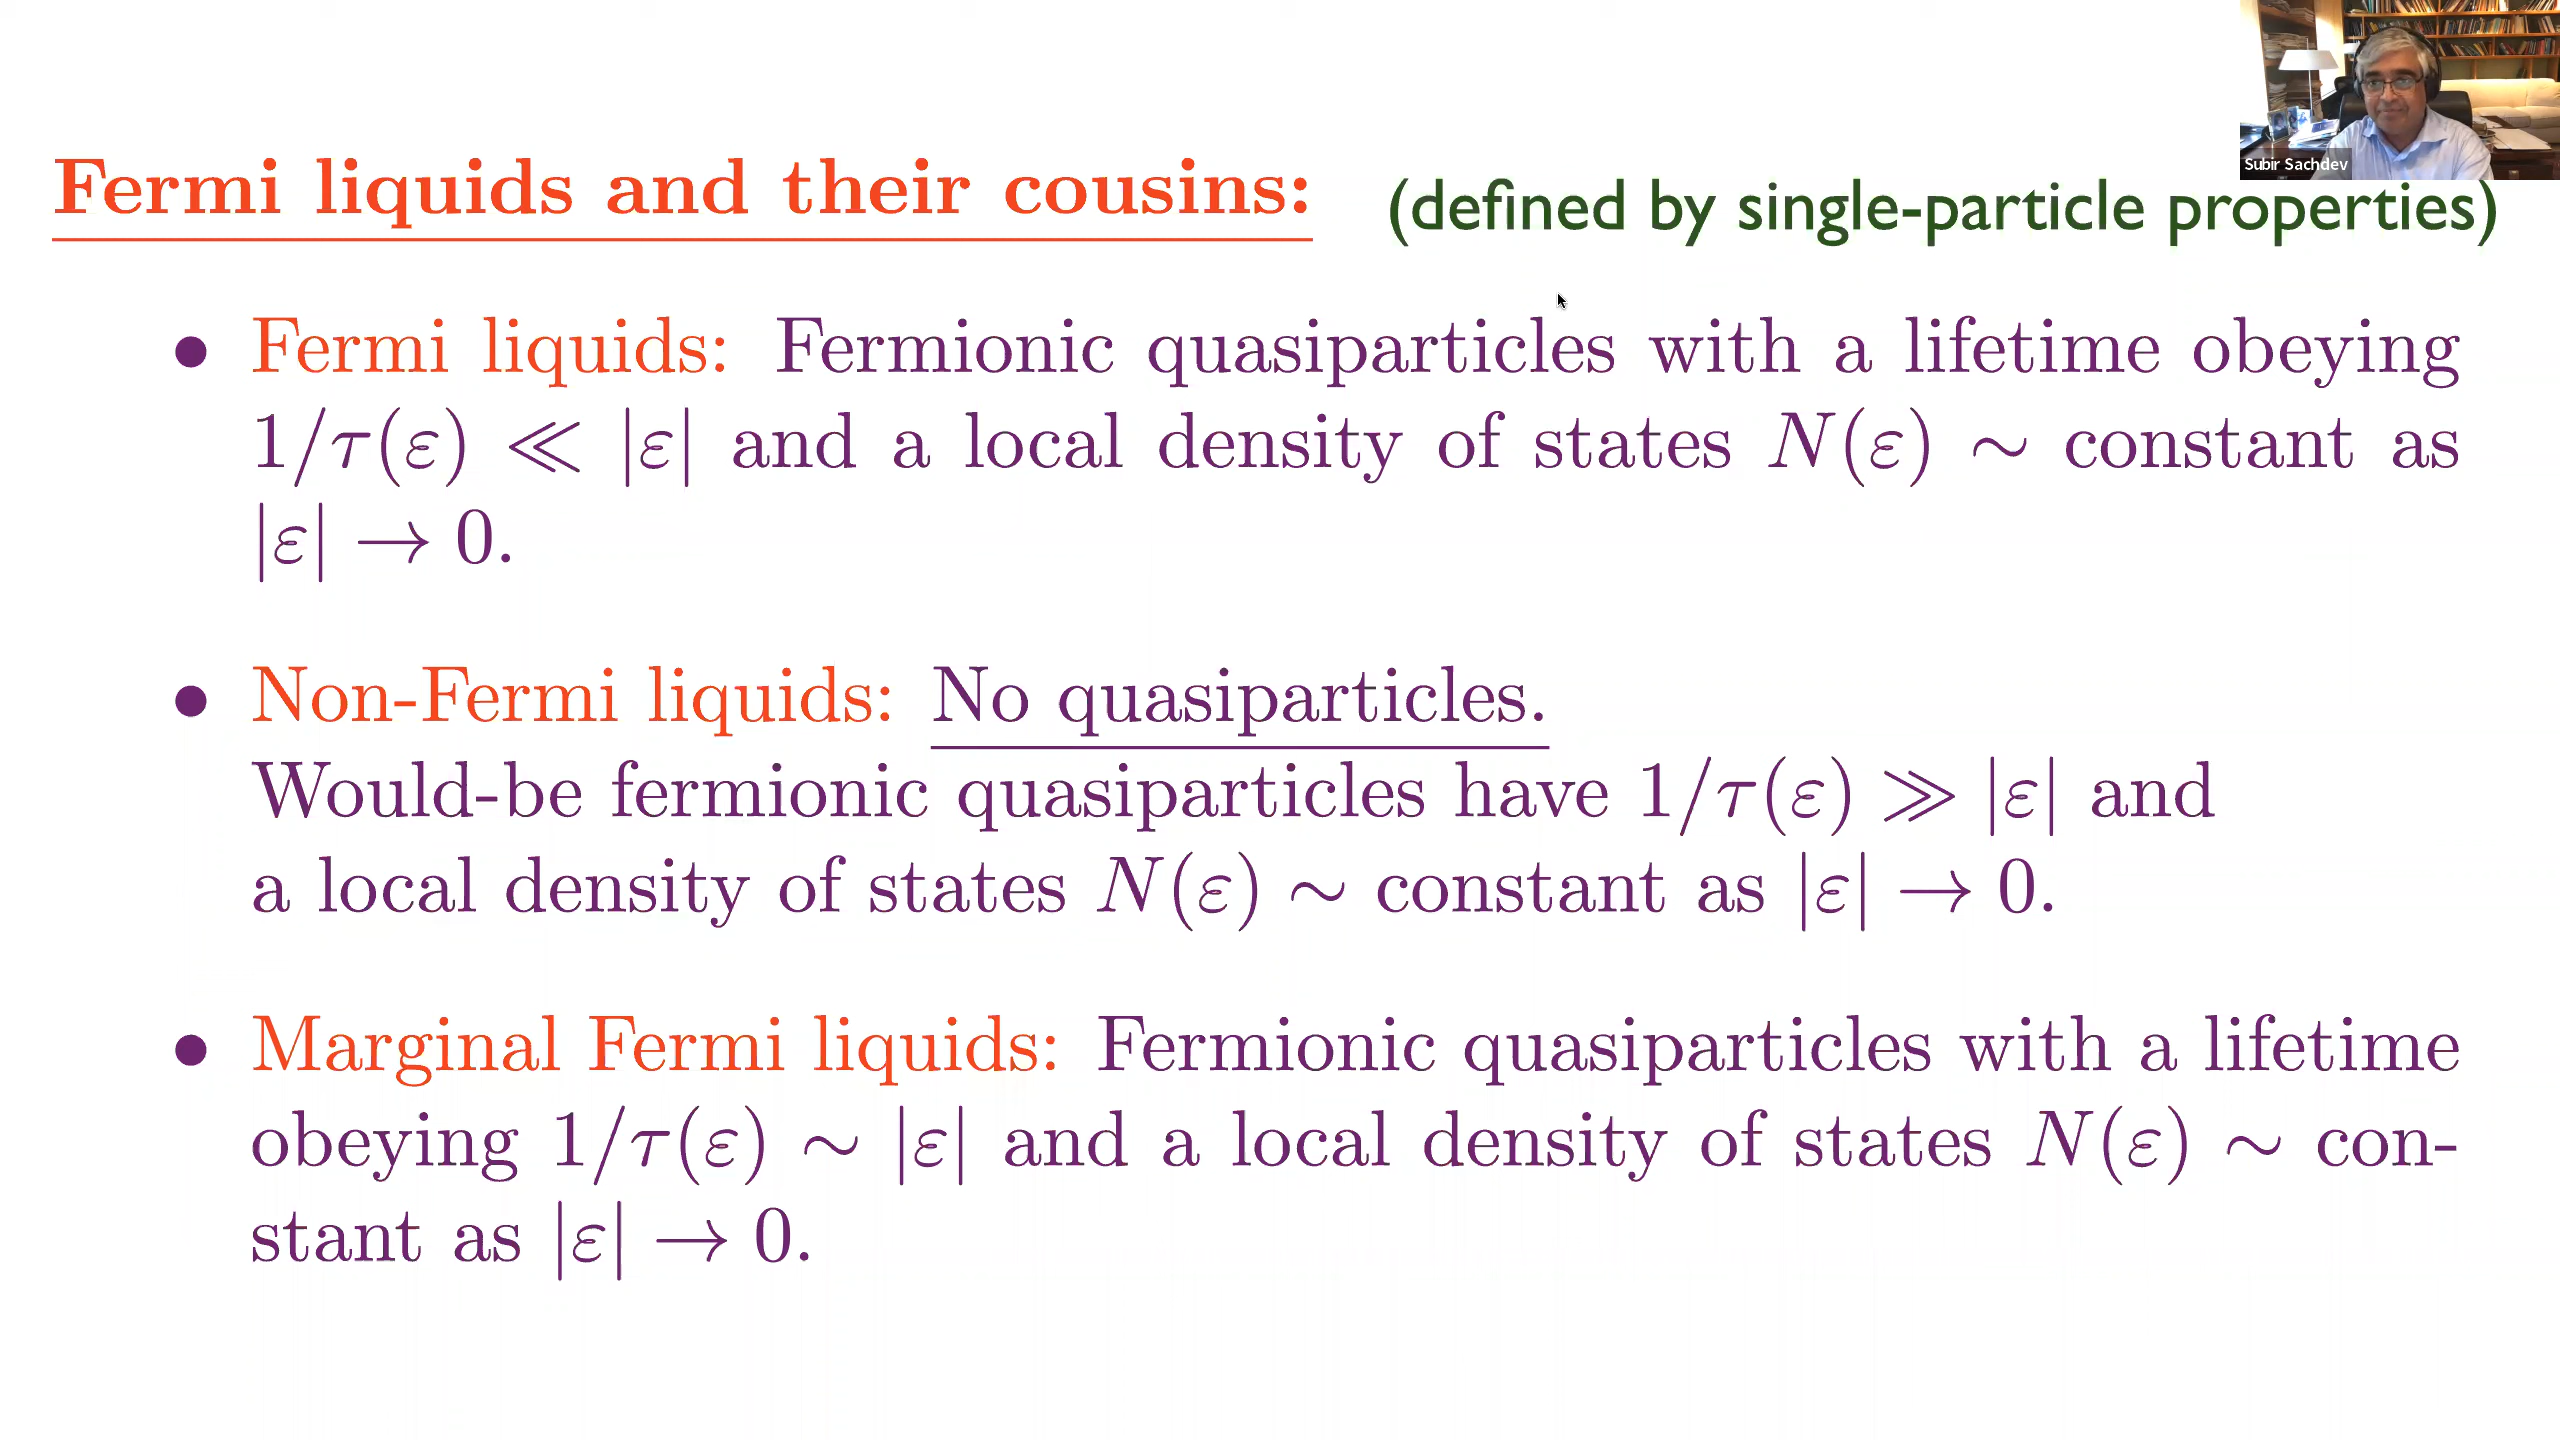 Subir Sachdev
Fermi liquids and their cousins: (defined by single-particle properties)
• Fermi liquids: Fermionic quasiparticles with a lifetime obeying
1/τ(ε) ≪ |ε| and a local density of states N(ε) ∼ constant as
|ε| → 0.
• Non-Fermi liquids: No quasiparticles.
Would-be fermionic quasiparticles have 1/τ(ε) ≫ |ε| and
a local density of states N(ε) ∼ constant as |ε| → 0.
• Marginal Fermi liquids: Fermionic quasiparticles with a lifetime
obeying 1/τ(ε) ∼ |ε| and a local density of states N(ε) ∼ con-
stant as |ε| → 0.